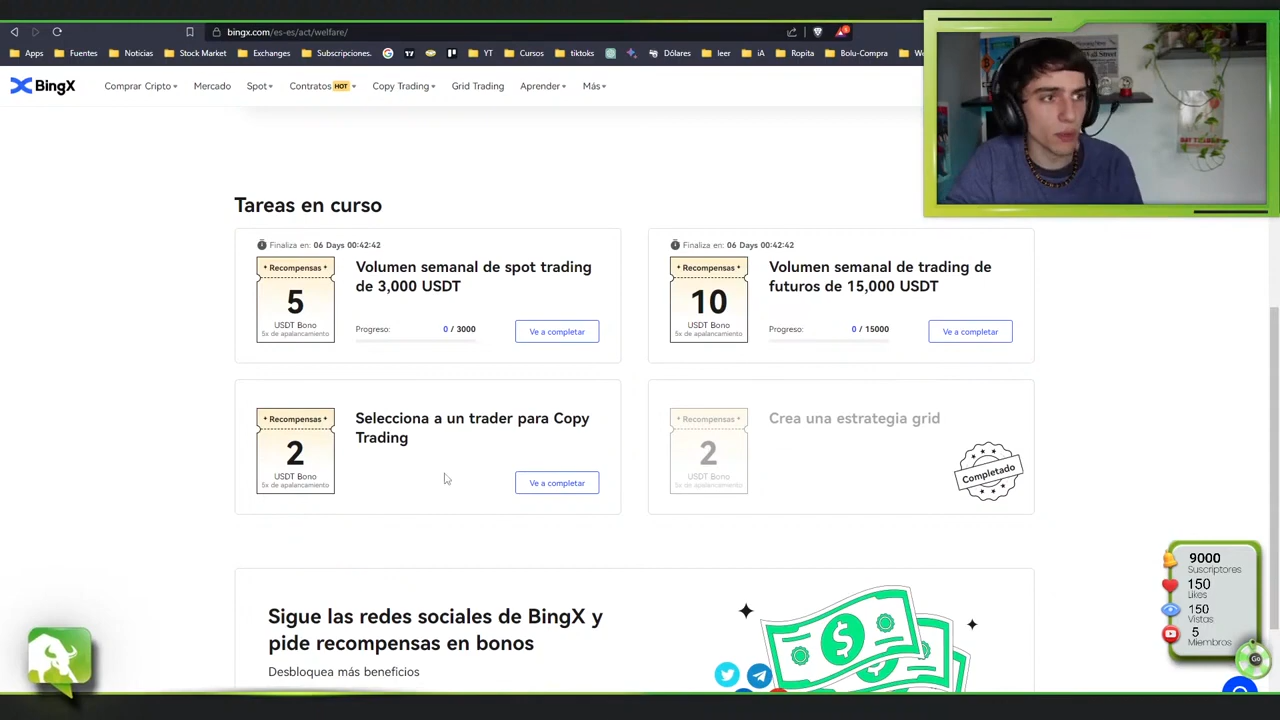 bingx.com/es-es/act/welfare/
Apps Fuentes Noticias Stock Market Exchanges Subscripciones. YT Cursos tiktoks Dólares leer iA Ropita Bolu-Compra
BingX Comprar Cripto Mercado Spot Contratos HOT Copy Trading Grid Trading Aprender Más
Tareas en curso
Finaliza en: 06 Days 00:42:42
Recompensas
5
USDT Bono
5x de apalancamiento
Volumen semanal de spot trading
de 3,000 USDT
Progreso: 0 / 3000
Ve a completar
Finaliza en: 06 Days 00:42:42
Recompensas
10
USDT Bono
5x de apalancamiento
Volumen semanal de trading de
futuros de 15,000 USDT
Progreso: 0 / 15000
Ve a completar
Recompensas
2
USDT Bono
5x de apalancamiento
Selecciona a un trader para Copy
Trading
Ve a completar
Recompensas
2
USDT Bono
5x de apalancamiento
Crea una estrategia grid
Completado
Sigue las redes sociales de BingX y
pide recompensas en bonos
Desbloquea más beneficios
9000
Suscriptores
150
Likes
150
Vistas
5
Miembros
Go